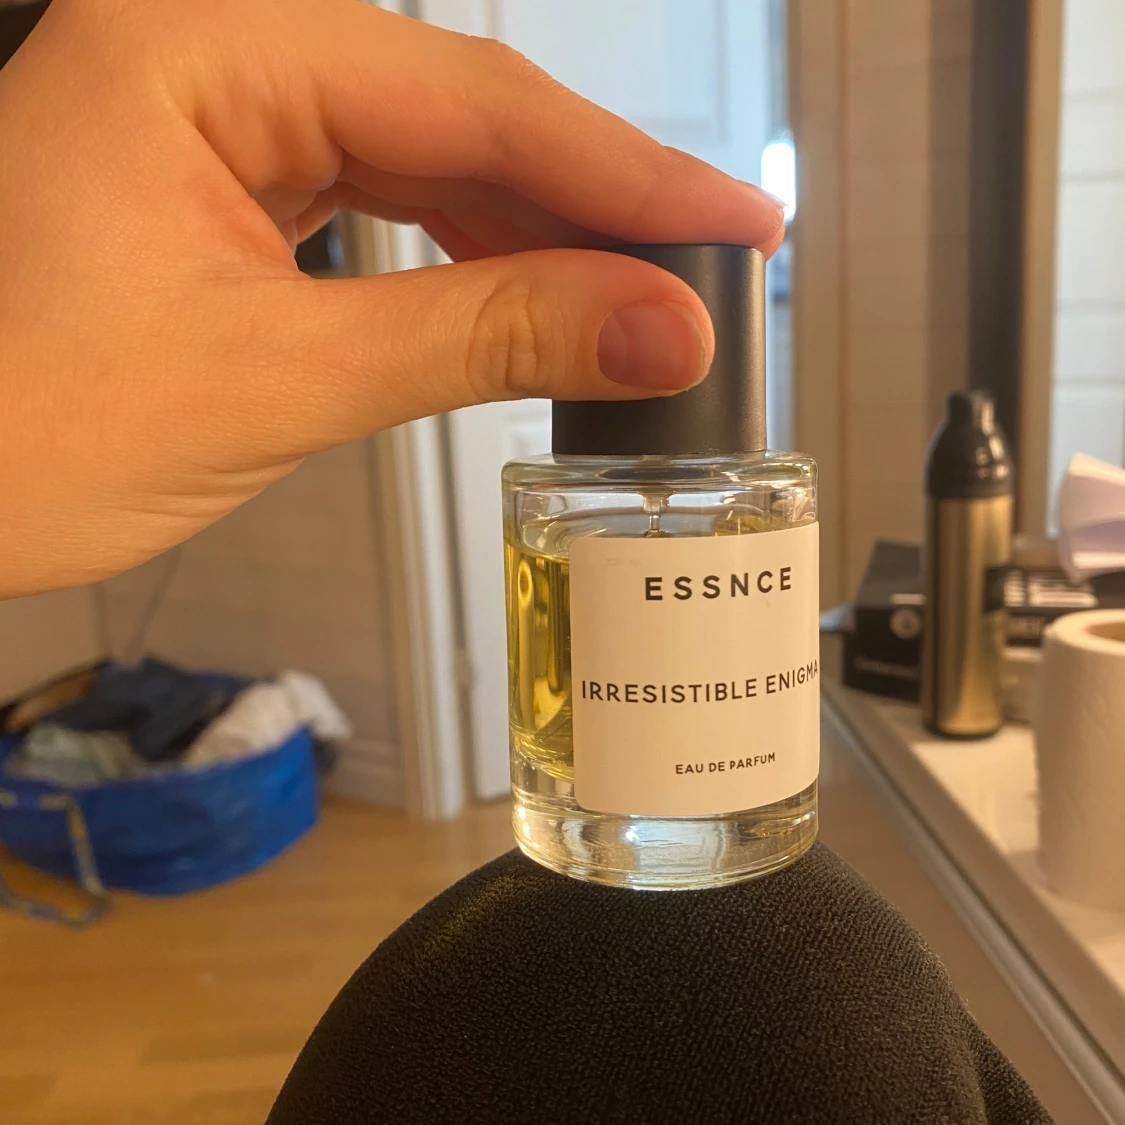 ESSNCE
IRRESISTIBLE ENIGMA
EAU DE PARFUM